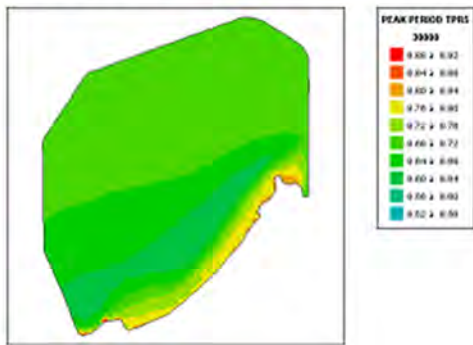 PEAK PERIOD TPR5
30000
0.88 à 0.92
0.84 à 0.88
0.80 à 0.84
0.76 à 0.80
0.72 à 0.76
0.68 à 0.72
0.64 à 0.68
0.60 à 0.64
0.56 à 0.60
0.52 à 0.56